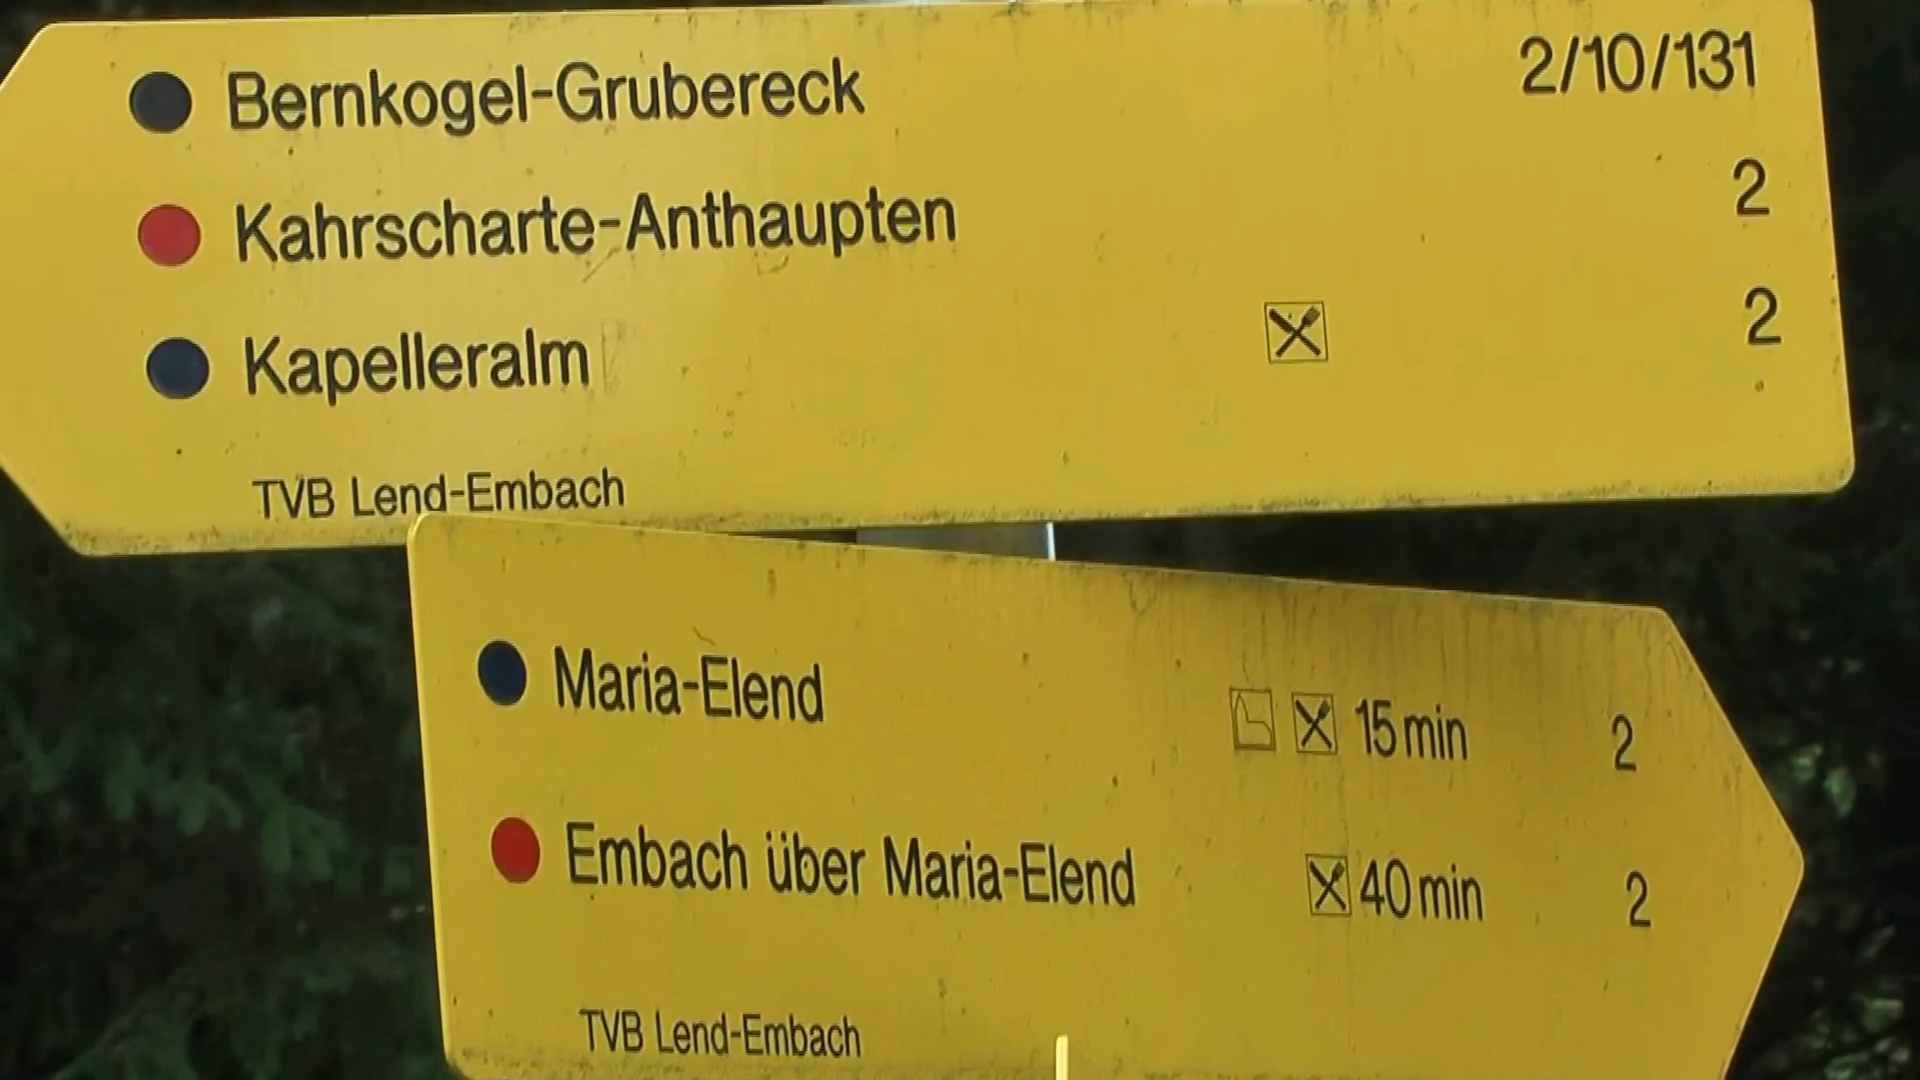 Bernkogel-Grubereck 2/10/131
Kahrscharte-Anthaupten 2
Kapelleralm 2
TVB Lend-Embach
Maria-Elend 15 min 2
Embach über Maria-Elend 40 min 2
TVB Lend-Embach